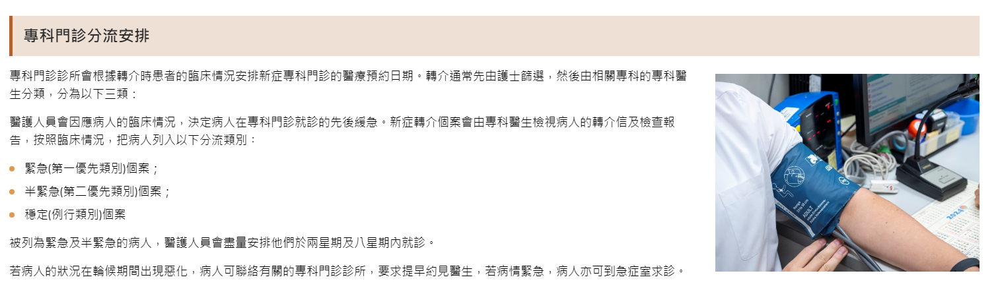 專科門診分流安排
專科門診診所會根據轉介時患者的臨床情況安排新症專科門診的醫療預約日期。轉介通常先由護士篩選，然後由相關專科的專科醫
生分類，分為以下三類：
醫護人員會因應病人的臨床情況，決定病人在專科門診就診的先後緩急。新症轉介個案會由專科醫生檢視病人的轉介信及檢查報
告，按照臨床情況，把病人列入以下分流類別：
緊急(第一優先類別)個案；
半緊急(第二優先類別)個案；
穩定(例行類別)個案
被列為緊急及半緊急的病人，醫護人員會盡量安排他們於兩星期及八星期內就診。
若病人的狀況在輪候期間出現惡化，病人可聯絡有關的專科門診診所，要求提早約見醫生，若病情緊急，病人亦可到急症室求診。
ADULT
2024